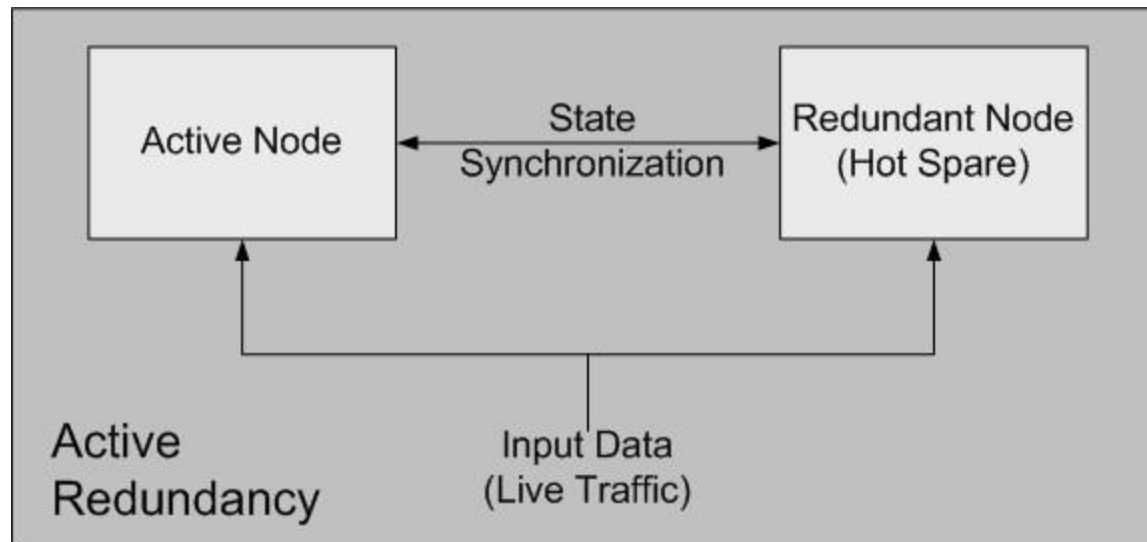 Active Node
State
Synchronization
Redundant Node
(Hot Spare)
Input Data
(Live Traffic)
Active
Redundancy